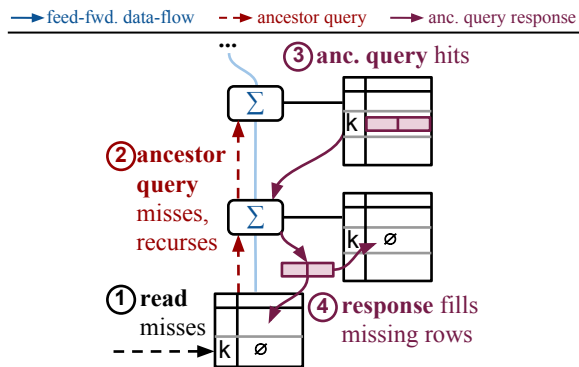 feed-fwd. data-flow ancestor query anc. query response
...
③ anc. query hits
Σ
k
② ancestor
query
misses,
recurses
Σ
k ∅
① read
misses
④ response fills
missing rows
k ∅